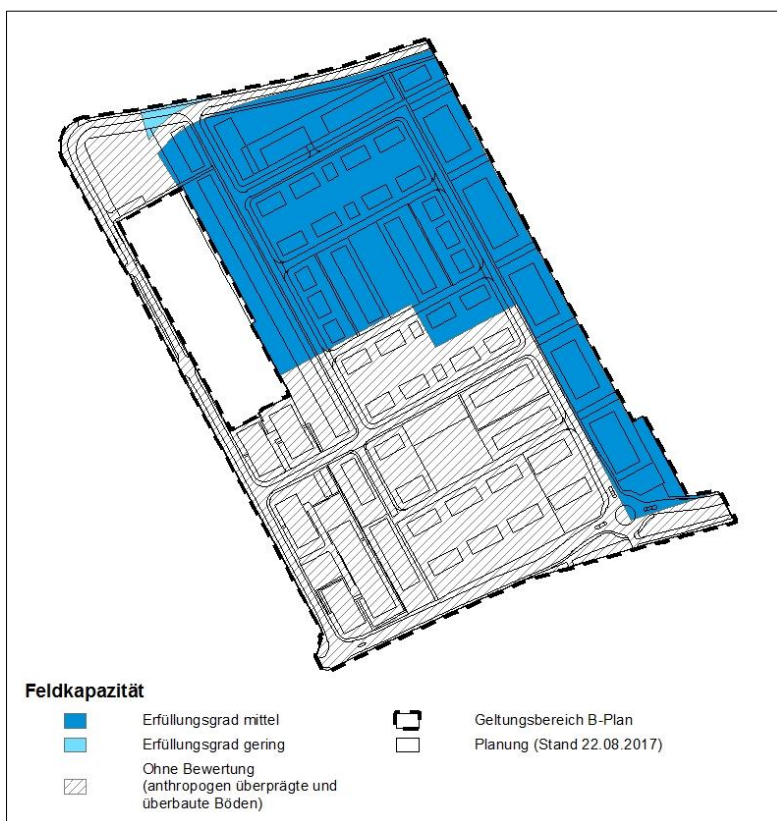 Feldkapazität
Erfüllungsgrad mittel
Erfüllungsgrad gering
Ohne Bewertung
(anthropogen überprägte und
überbaute Böden)
Geltungsbereich B-Plan
Planung (Stand 22.08.2017)